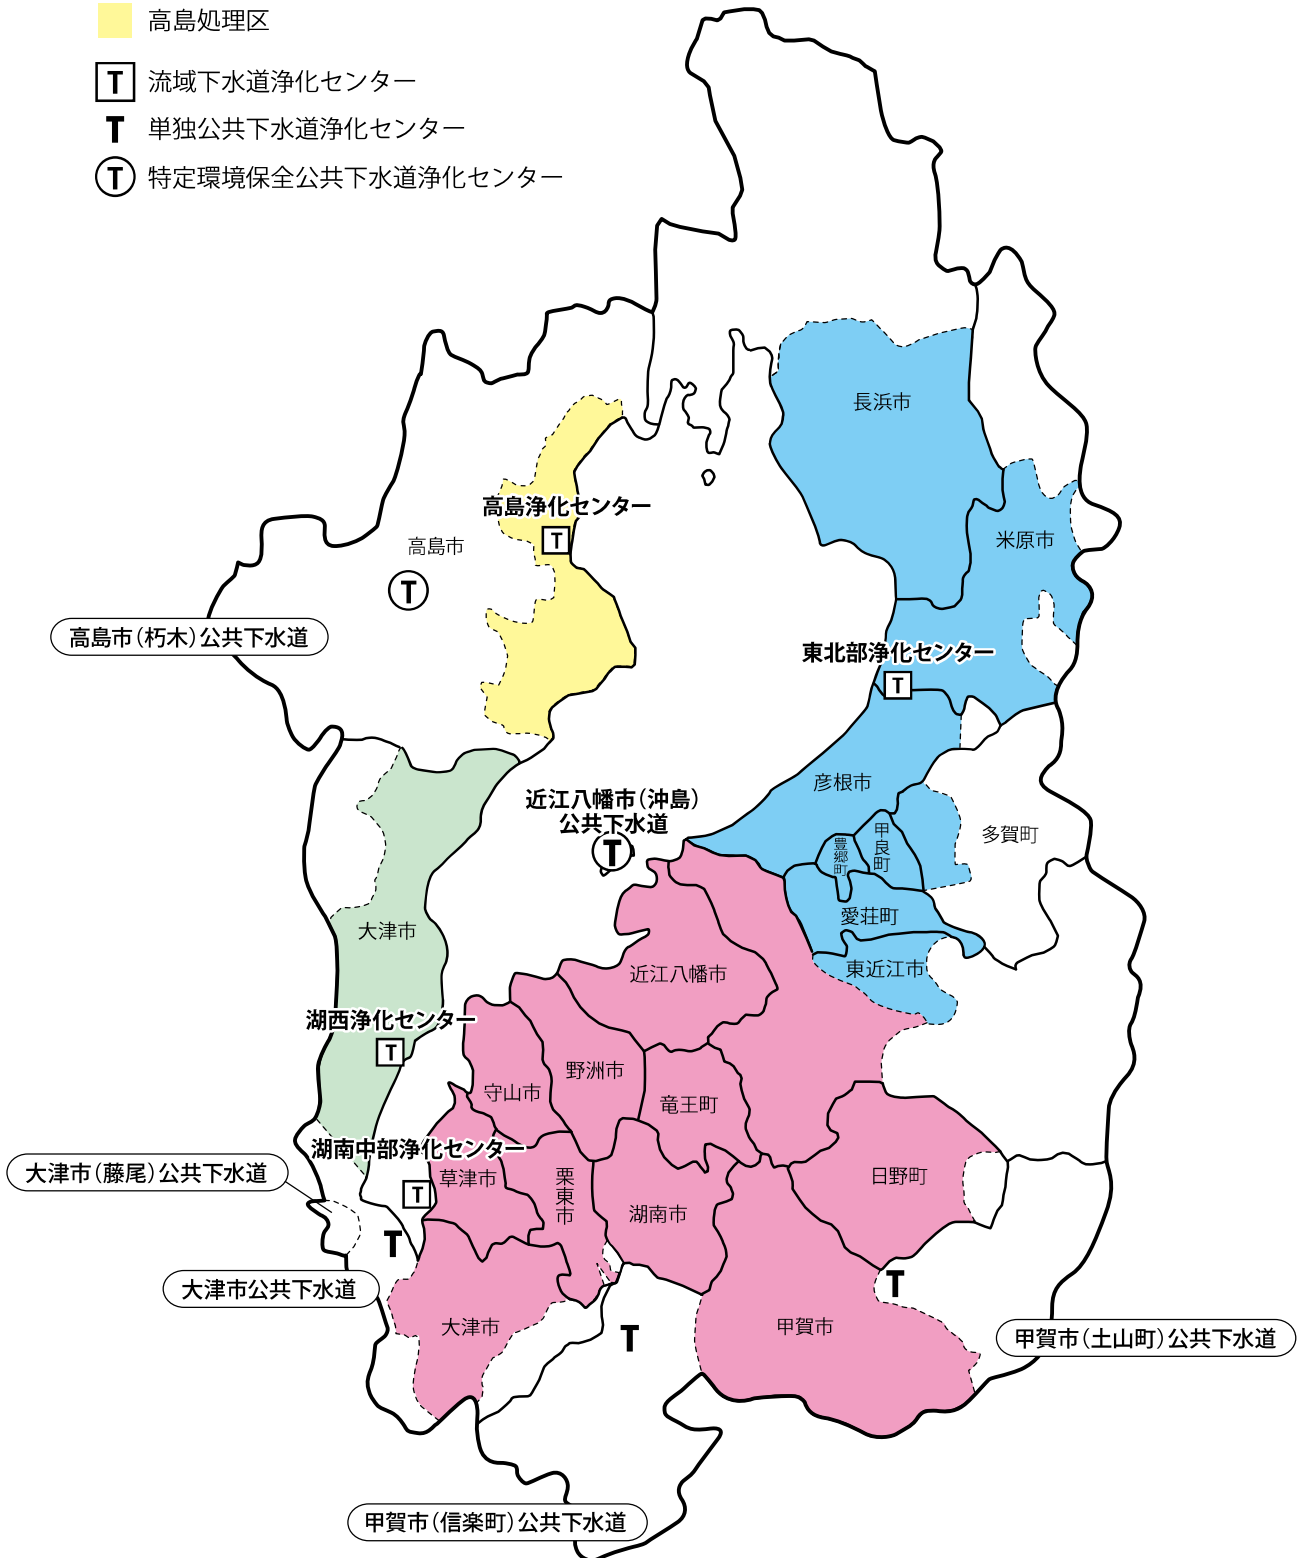 高島処理区
T 流域下水道浄化センター
T 単独公共下水道浄化センター
T 特定環境保全公共下水道浄化センター
長浜市
高島浄化センター
T
高島市
T
米原市
高島市(朽木)公共下水道
東北部浄化センター
T
彦根市
近江八幡市(沖島)
公共下水道
T
豊郷町
甲良町
多賀町
愛荘町
大津市
東近江市
近江八幡市
湖西浄化センター
T
野洲市
守山市
竜王町
湖南中部浄化センター
T
草津市
栗東市
湖南市
日野町
大津市(藤尾)公共下水道
T
大津市公共下水道
T
大津市
T
甲賀市
甲賀市(土山町)公共下水道
甲賀市(信楽町)公共下水道